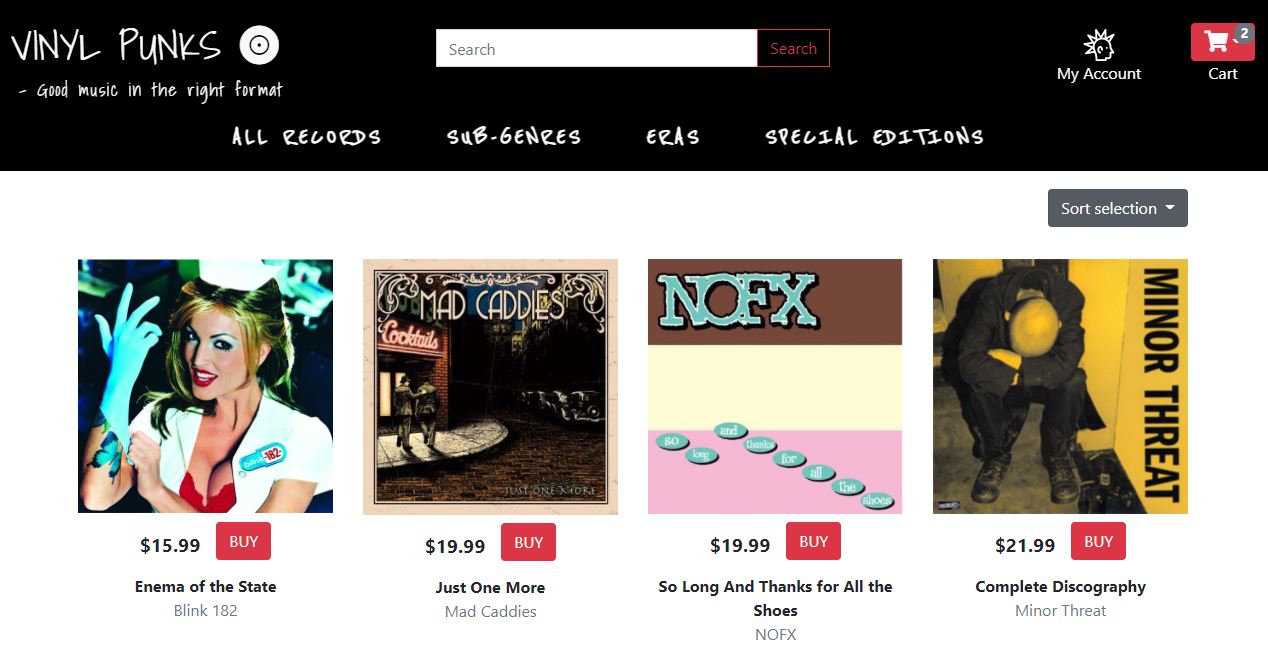 VINYL PUNKS
- Good music in the right format
Search
Search
My Account
2
Cart
ALL RECORDS
SUB-GENRES
ERAS
SPECIAL EDITIONS
Sort selection
blink-182
MAD CADDIES
Cocktails
JUST ONE MORE
NOFX
so long and thanks for all the shoes
MINOR THREAT
$15.99
BUY
Enema of the State
Blink 182
$19.99
BUY
Just One More
Mad Caddies
$19.99
BUY
So Long And Thanks for All the
Shoes
NOFX
$21.99
BUY
Complete Discography
Minor Threat